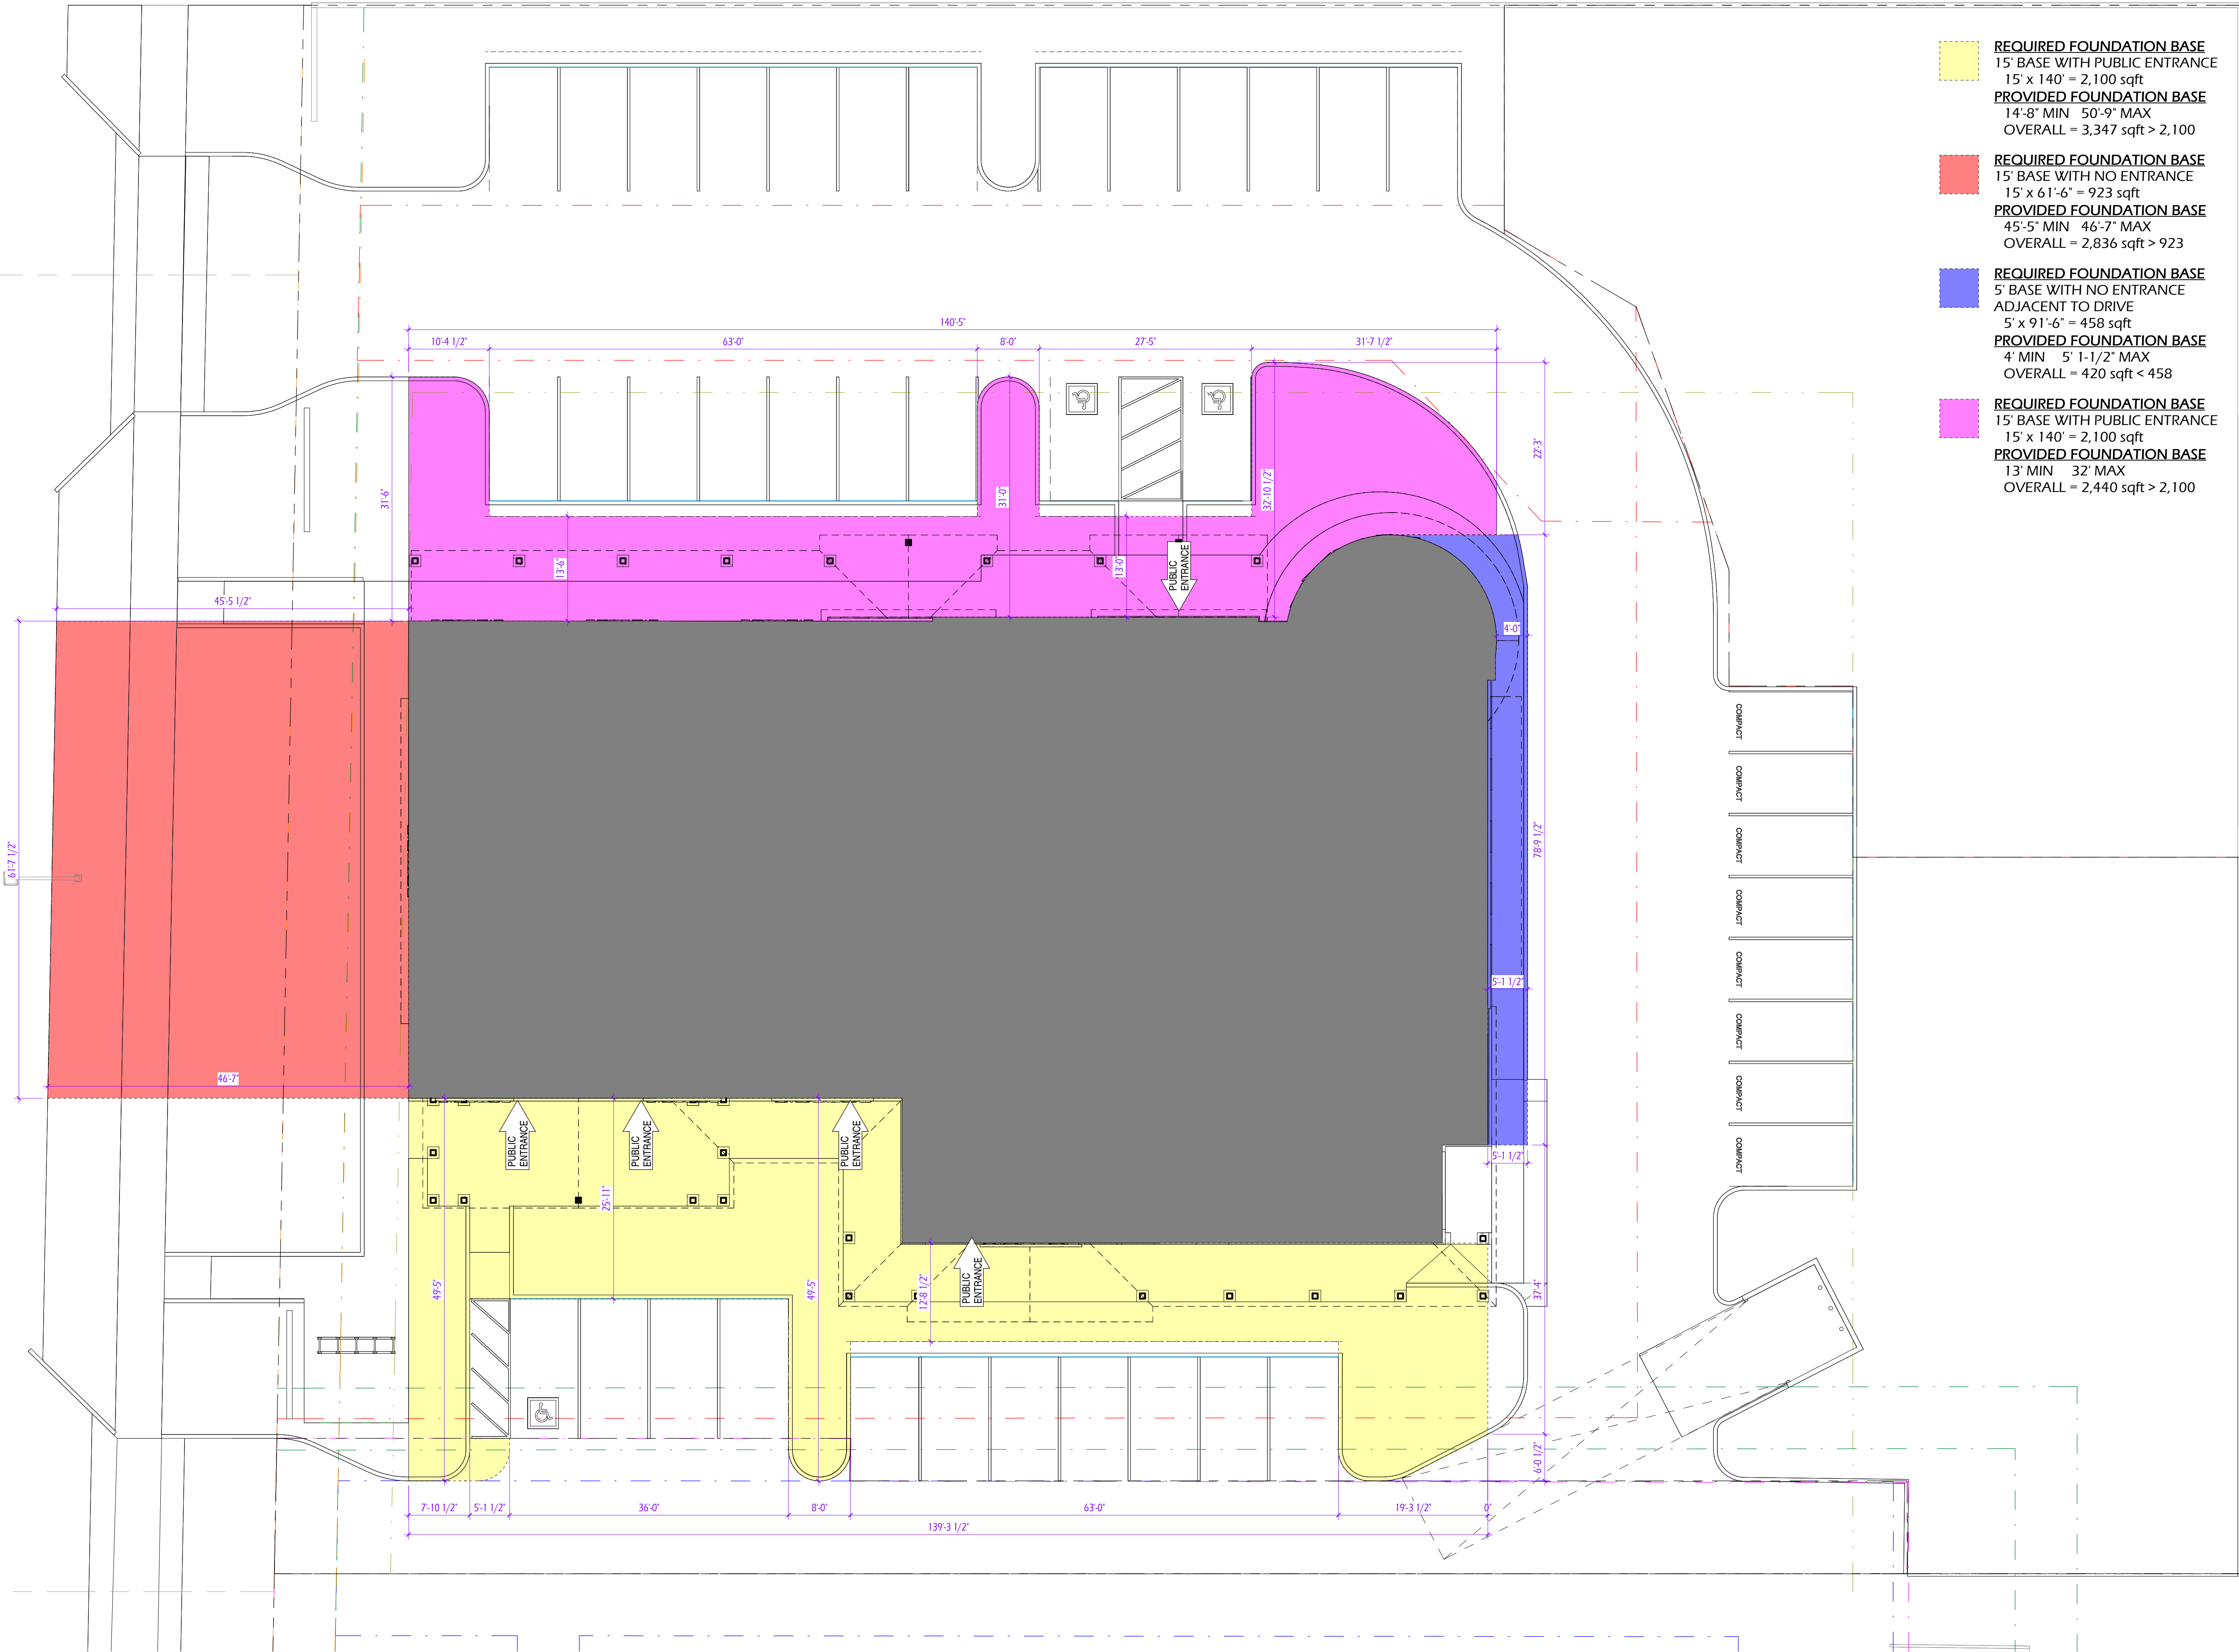 REQUIRED FOUNDATION BASE
15' BASE WITH PUBLIC ENTRANCE
15' x 140' = 2,100 sqft
PROVIDED FOUNDATION BASE
14'-8" MIN 50'-9" MAX
OVERALL = 3,347 sqft > 2,100
REQUIRED FOUNDATION BASE
15' BASE WITH NO ENTRANCE
15' x 61'-6" = 923 sqft
PROVIDED FOUNDATION BASE
45'-5" MIN 46'-7" MAX
OVERALL = 2,836 sqft > 923
REQUIRED FOUNDATION BASE
5' BASE WITH NO ENTRANCE
ADJACENT TO DRIVE
5' x 91'-6" = 458 sqft
PROVIDED FOUNDATION BASE
4' MIN 5' 1-1/2" MAX
OVERALL = 420 sqft < 458
REQUIRED FOUNDATION BASE
15' BASE WITH PUBLIC ENTRANCE
15' x 140' = 2,100 sqft
PROVIDED FOUNDATION BASE
13' MIN 32' MAX
OVERALL = 2,440 sqft > 2,100
140'-5"
10'-4 1/2"
63'-0"
8'-0"
27'-5"
31'-7 1/2"
22'-3"
31'-6"
31'-0"
32'-10 1/2"
13'-6"
13'-0"
PUBLIC
ENTRANCE
45'-5 1/2"
4'-0"
61'-7 1/2"
78'-9 1/2"
COMPACT
COMPACT
COMPACT
COMPACT
COMPACT
COMPACT
COMPACT
COMPACT
5'-1 1/2"
46'-7"
PUBLIC
ENTRANCE
PUBLIC
ENTRANCE
PUBLIC
ENTRANCE
5'-1 1/2"
25'-11"
49'-5"
49'-5"
12'-8 1/2"
PUBLIC
ENTRANCE
37'-4"
6'-0 1/2"
7'-10 1/2"
5'-1 1/2"
36'-0"
8'-0"
63'-0"
19'-3 1/2"
0"
139'-3 1/2"